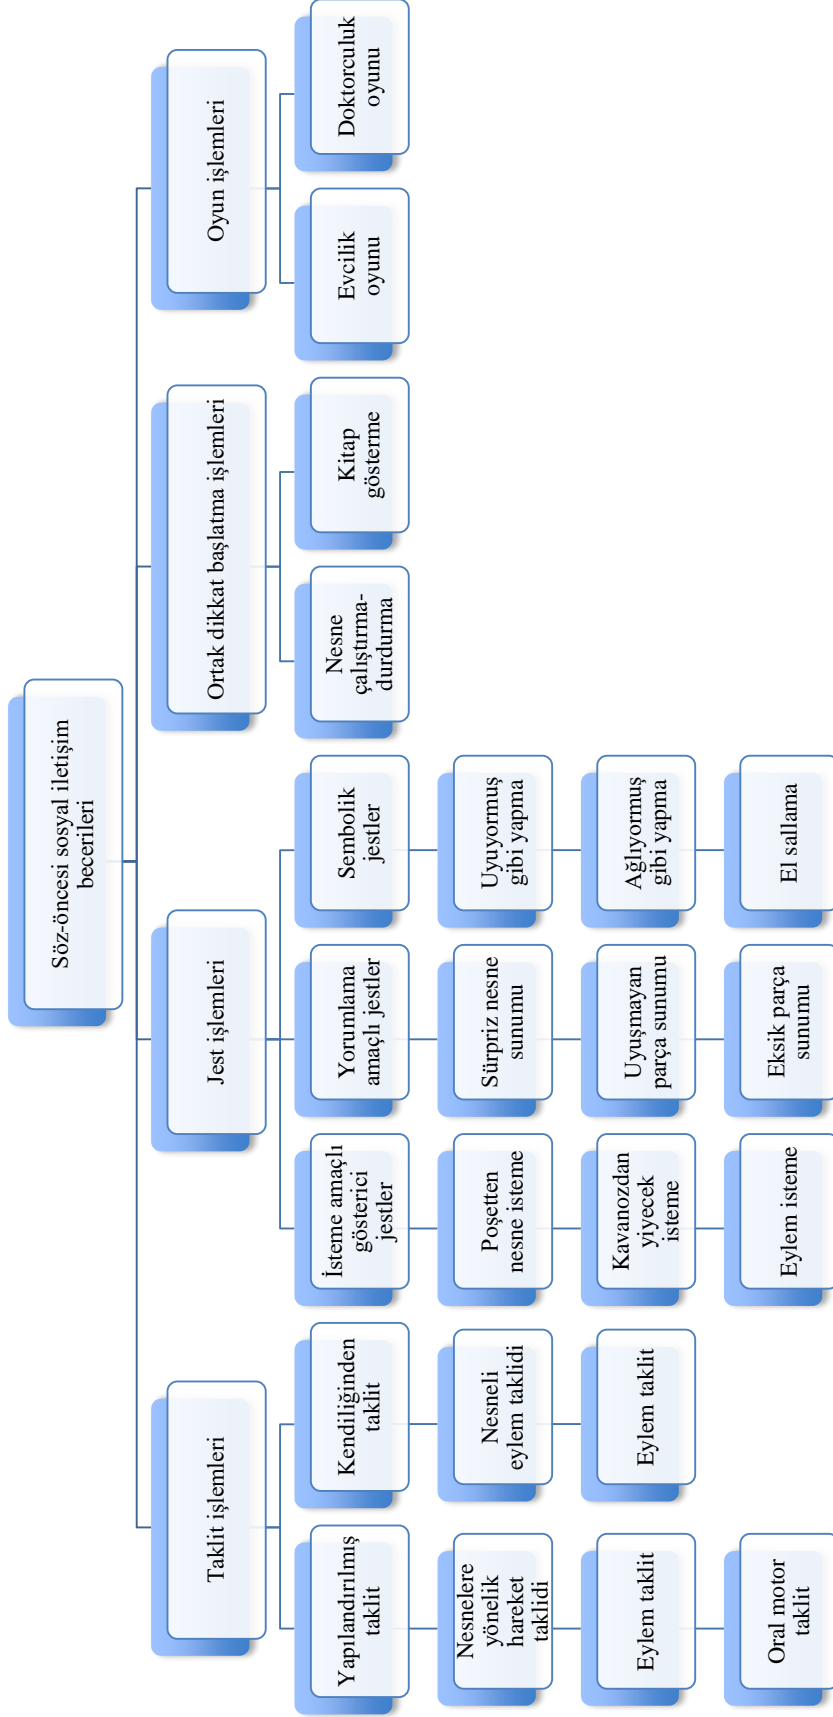 Söz-öncesi sosyal iletişim
becerileri
Taklit işlemleri
Yapılandırılmış
taklit
Nesnelere
yönelik
hareket
taklidi
Eylem taklit
Oral motor
taklit
Kendiliğinden
taklit
Nesneli
eylem taklidi
Eylem taklit
Jest işlemleri
İsteme amaçlı
gösterici
jestler
Poşetten
nesne isteme
Kavanozdan
yiyecek
isteme
Eylem isteme
Yorumlama
amaçlı jestler
Sürpriz nesne
sunumu
Uyuşmayan
parça sunumu
Eksik parça
sunumu
Sembolik
jestler
Uyuyormuş
gibi yapma
Ağlıyormuş
gibi yapma
El sallama
Ortak dikkat başlatma işlemleri
Nesne
çalıştırma-
durdurma
Kitap
gösterme
Oyun işlemleri
Evcilik
oyunu
Doktorculuk
oyunu